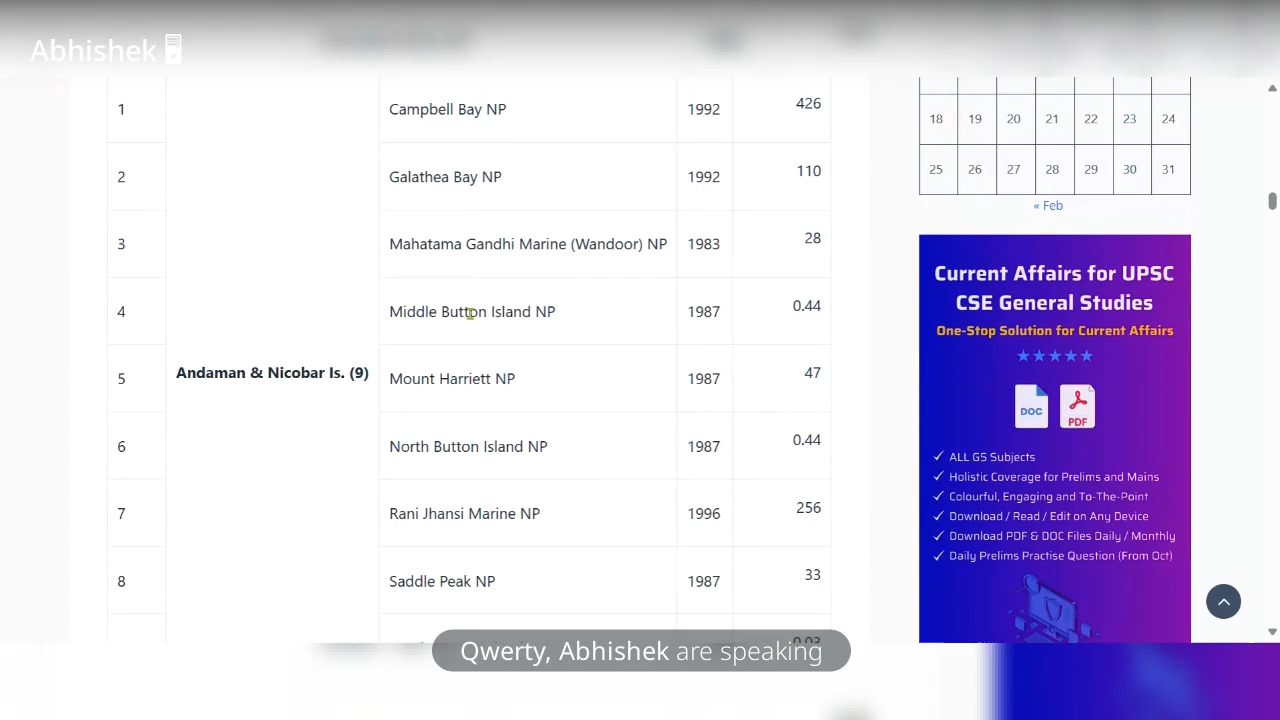 Abhishek
1 Campbell Bay NP 1992 426
2 Galathea Bay NP 1992 110
3 Mahatama Gandhi Marine (Wandoor) NP 1983 28
4 Middle Button Island NP 1987 0.44
Andaman & Nicobar Is. (9)
5 Mount Harriett NP 1987 47
6 North Button Island NP 1987 0.44
7 Rani Jhansi Marine NP 1996 256
8 Saddle Peak NP 1987 33
0.03
18 19 20 21 22 23 24
25 26 27 28 29 30 31
« Feb
Current Affairs for UPSC
CSE General Studies
One-Stop Solution for Current Affairs
DOC
PDF
✓ ALL GS Subjects
✓ Holistic Coverage for Prelims and Mains
✓ Colourful, Engaging and To-The-Point
✓ Download / Read / Edit on Any Device
✓ Download PDF & DOC Files Daily / Monthly
✓ Daily Prelims Practise Question (From Oct)
Qwerty, Abhishek are speaking